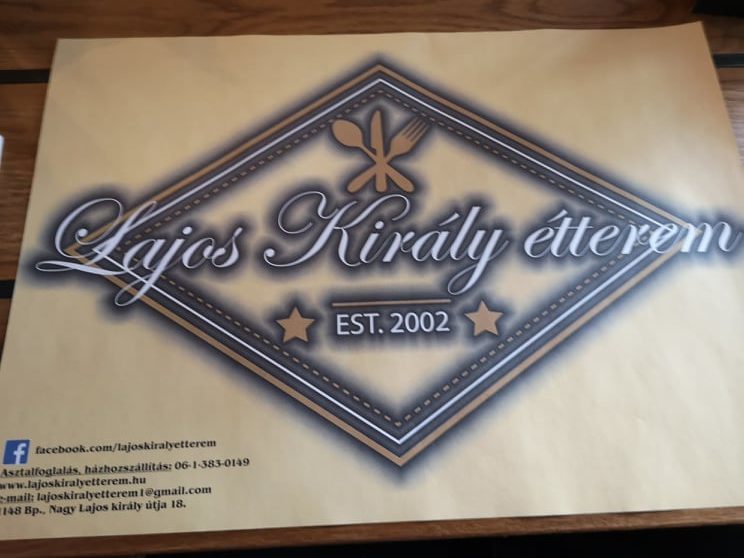 Lajos Király étterem
EST. 2002
facebook.com/lajoskiralyetterem
Asztalfoglalás, házhozszállítás: 06-1-383-0149
www.lajoskiralyetterem.hu
e-mail: lajoskiralyetterem1@gmail.com
1148 Bp., Nagy Lajos király útja 18.